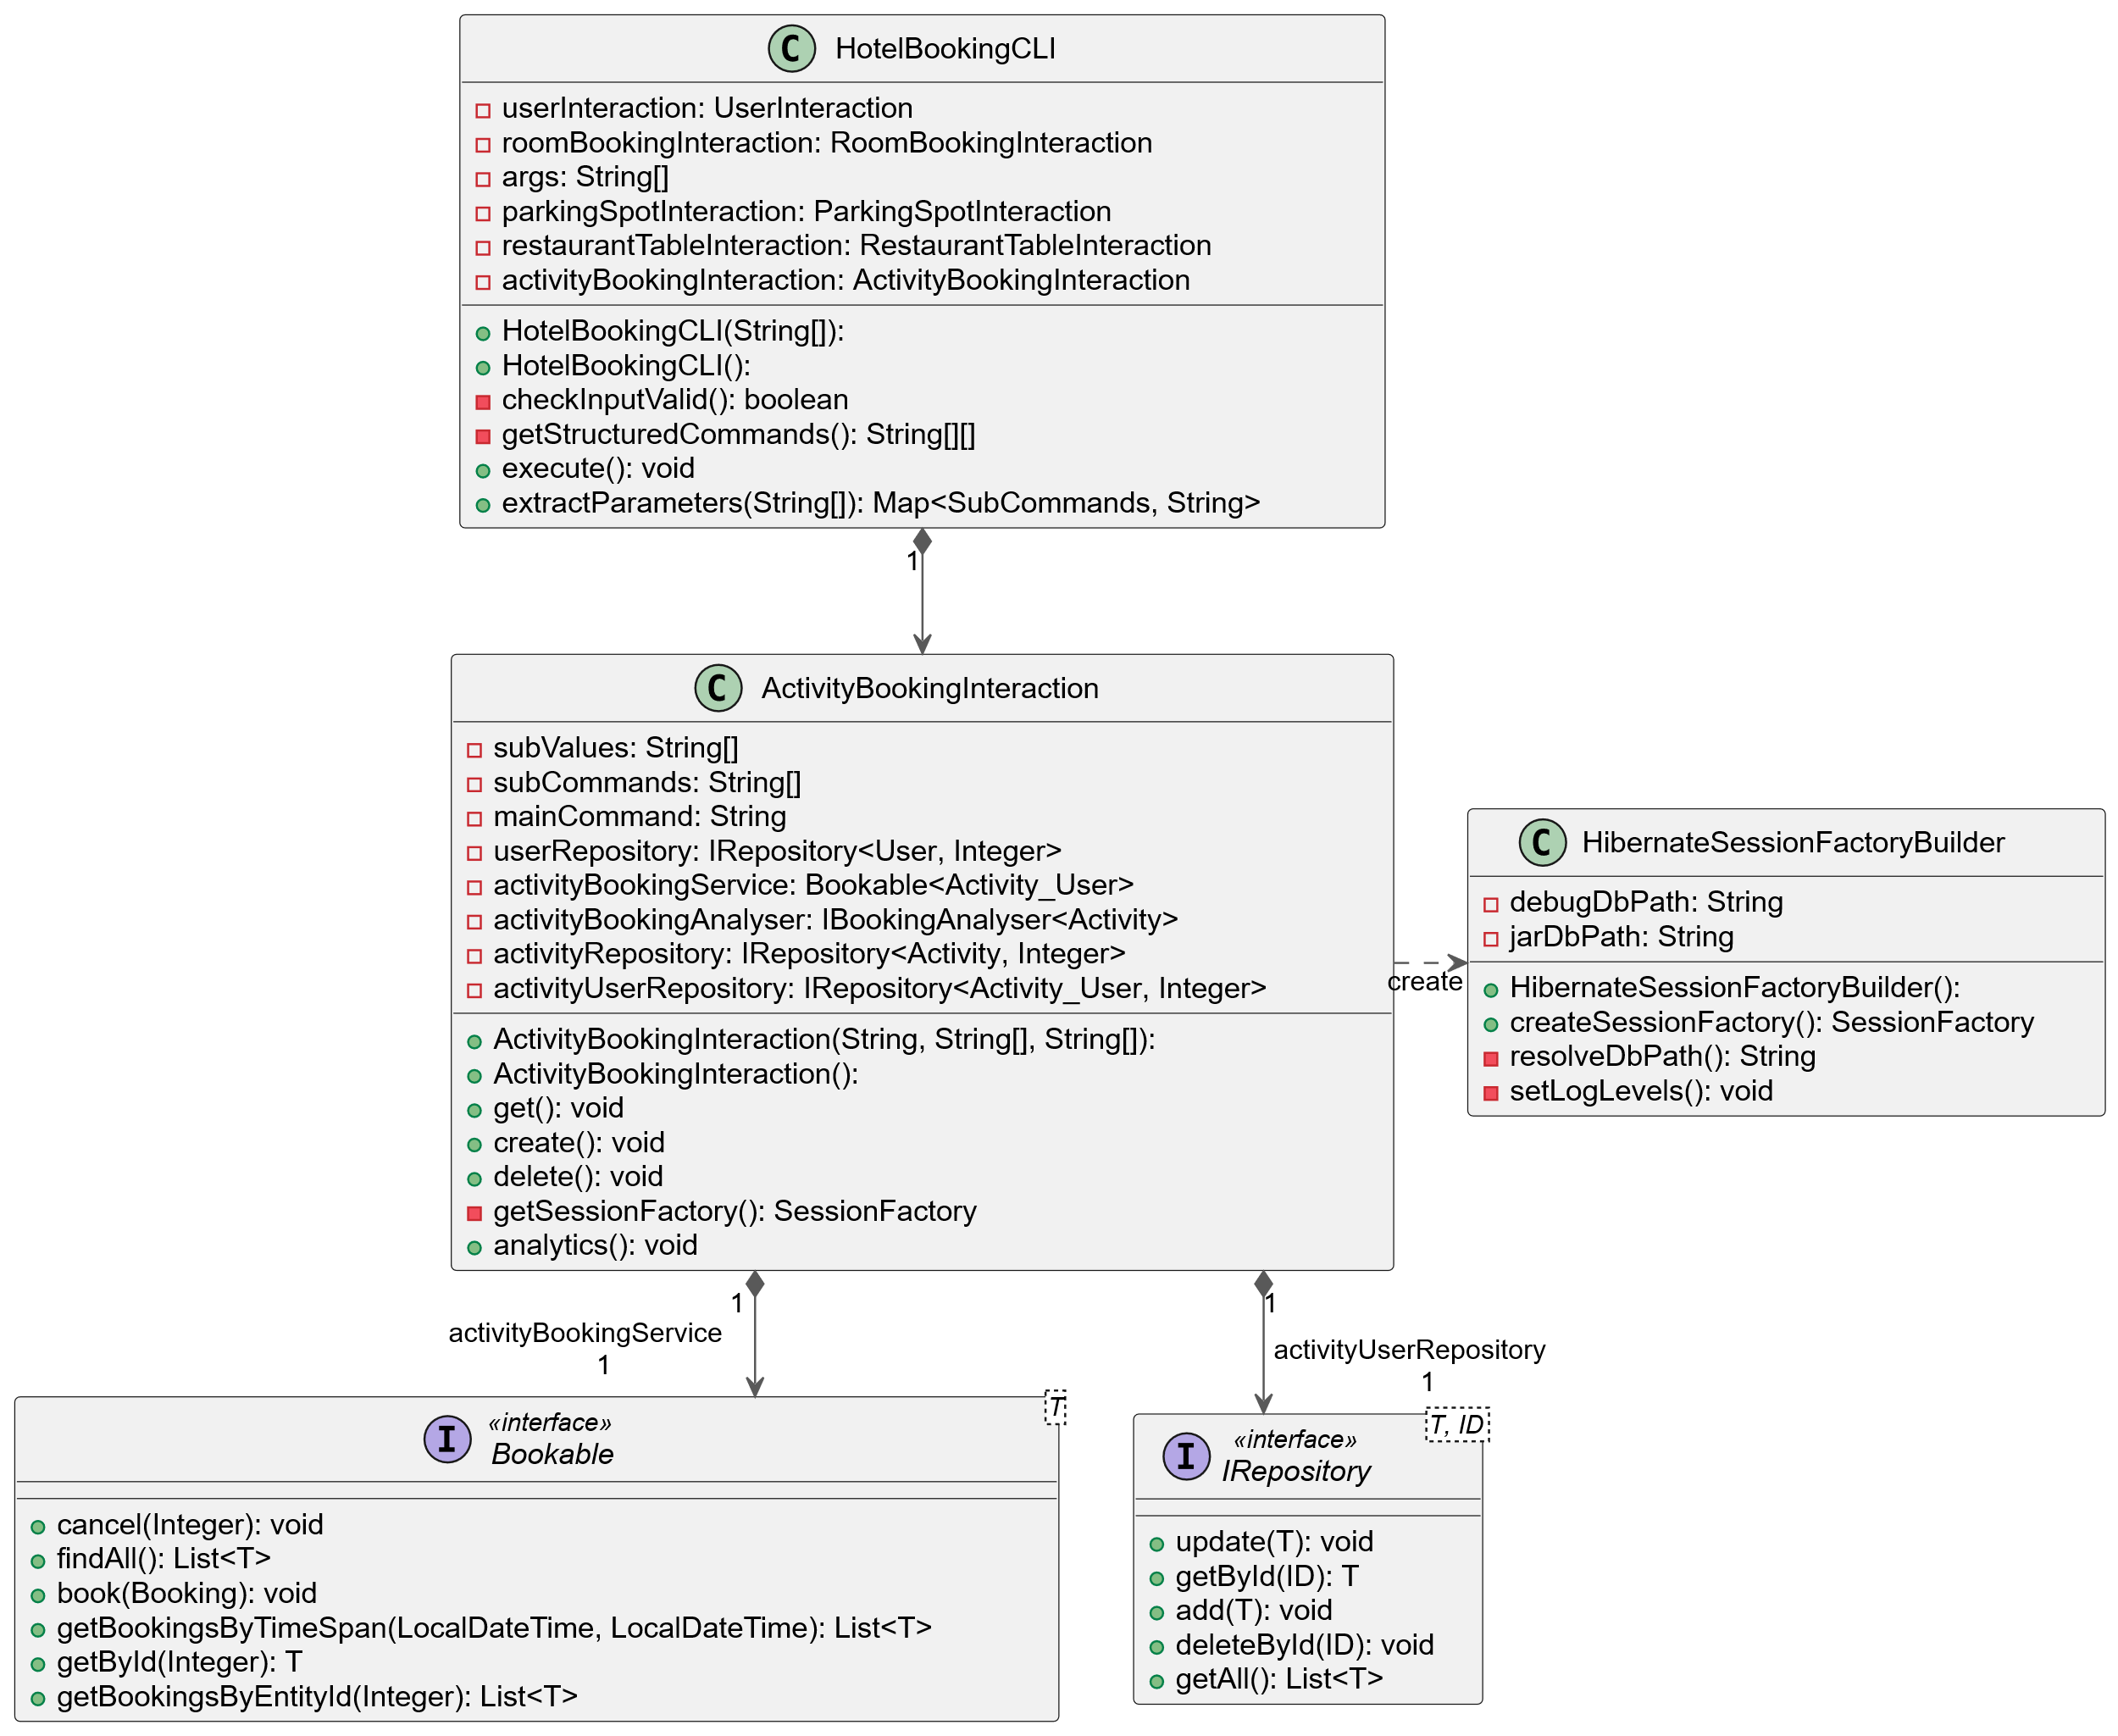 C HotelBookingCLI
userInteraction: UserInteraction
roomBookingInteraction: RoomBookingInteraction
args: String[]
parkingSpotInteraction: ParkingSpotInteraction
restaurantTableInteraction: RestaurantTableInteraction
activityBookingInteraction: ActivityBookingInteraction
HotelBookingCLI(String[]):
HotelBookingCLI():
checkInputValid(): boolean
getStructuredCommands(): String[][]
execute(): void
extractParameters(String[]): Map<SubCommands, String>
1
C ActivityBookingInteraction
subValues: String[]
subCommands: String[]
mainCommand: String
userRepository: IRepository<User, Integer>
activityBookingService: Bookable<Activity_User>
activityBookingAnalyser: IBookingAnalyser<Activity>
activityRepository: IRepository<Activity, Integer>
activityUserRepository: IRepository<Activity_User, Integer>
ActivityBookingInteraction(String, String[], String[]):
ActivityBookingInteraction():
get(): void
create(): void
delete(): void
getSessionFactory(): SessionFactory
analytics(): void
create
C HibernateSessionFactoryBuilder
debugDbPath: String
jarDbPath: String
HibernateSessionFactoryBuilder():
createSessionFactory(): SessionFactory
resolveDbPath(): String
setLogLevels(): void
1
activityBookingService
1
1
activityUserRepository
1
T
I «interface»
Bookable
cancel(Integer): void
findAll(): List<T>
book(Booking): void
getBookingsByTimeSpan(LocalDateTime, LocalDateTime): List<T>
getById(Integer): T
getBookingsByEntityId(Integer): List<T>
T, ID
I «interface»
IRepository
update(T): void
getById(ID): T
add(T): void
deleteById(ID): void
getAll(): List<T>